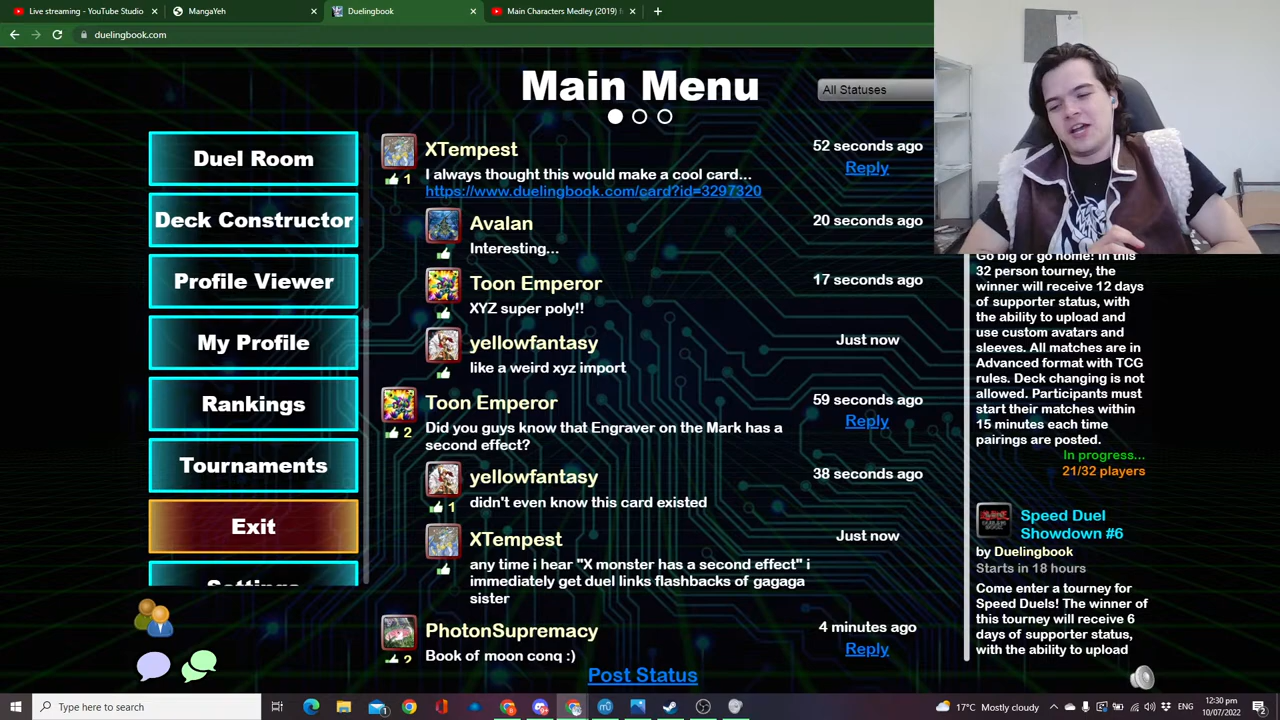 Live streaming - YouTube Studio
MangaYeh
Duelingbook
Main Characters Medley (2019)
duelingbook.com
Main Menu
All Statuses
Duel Room
Deck Constructor
Profile Viewer
My Profile
Rankings
Tournaments
Exit
Settings
XTempest
52 seconds ago
I always thought this would make a cool card...
Reply
1
https://www.duelingbook.com/card?id=3297320
Avalan
20 seconds ago
Interesting...
Toon Emperor
17 seconds ago
XYZ super poly!!
yellowfantasy
Just now
like a weird xyz import
Toon Emperor
59 seconds ago
Did you guys know that Engraver on the Mark has a
Reply
2
second effect?
yellowfantasy
38 seconds ago
didn't even know this card existed
1
XTempest
Just now
any time i hear "X monster has a second effect" i
immediately get duel links flashbacks of gagaga
sister
PhotonSupremacy
4 minutes ago
Book of moon conq :)
Reply
2
Post Status
Go big or go home! In this
32 person tourney, the
winner will receive 12 days
of supporter status, with
the ability to upload and
use custom avatars and
sleeves. All matches are in
Advanced format with TCG
rules. Deck changing is not
allowed. Participants must
start their matches within
15 minutes each time
pairings are posted.
In progress...
21/32 players
Speed Duel
Showdown #6
by Duelingbook
Starts in 18 hours
Come enter a tourney for
Speed Duels! The winner of
this tourney will receive 6
days of supporter status,
with the ability to upload
Type here to search
17°C Mostly cloudy
ENG
12:30 pm
10/07/2022